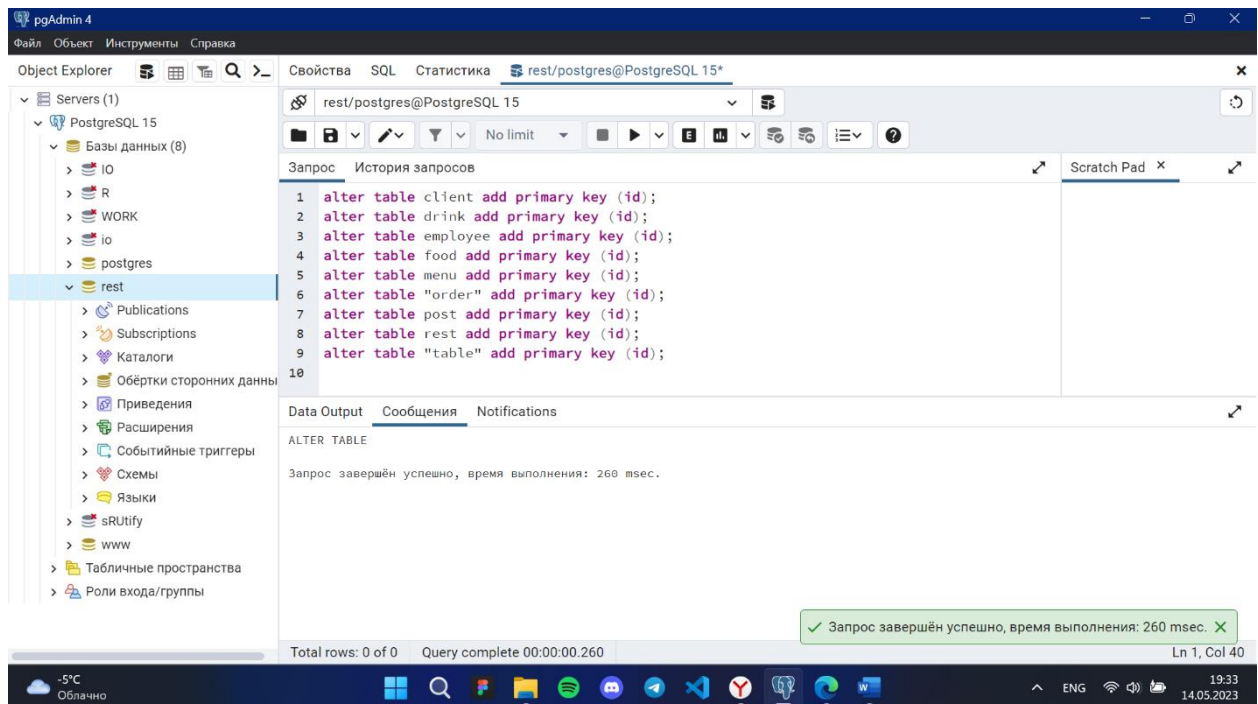 pgAdmin 4
Файл Объект Инструменты Справка
Object Explorer
Свойства SQL Статистика rest/postgres@PostgreSQL 15*
Servers (1)
PostgreSQL 15
Базы данных (8)
IO
R
WORK
io
postgres
rest
Publications
Subscriptions
Каталоги
Обёртки сторонних данны
Приведения
Расширения
Событийные триггеры
Схемы
Языки
sRUtify
www
Табличные пространства
Роли входа/группы
rest/postgres@PostgreSQL 15
No limit
E
Запрос История запросов
Scratch Pad
1 alter table client add primary key (id);
2 alter table drink add primary key (id);
3 alter table employee add primary key (id);
4 alter table food add primary key (id);
5 alter table menu add primary key (id);
6 alter table "order" add primary key (id);
7 alter table post add primary key (id);
8 alter table rest add primary key (id);
9 alter table "table" add primary key (id);
10
Data Output Сообщения Notifications
ALTER TABLE
Запрос завершён успешно, время выполнения: 260 msec.
Запрос завершён успешно, время выполнения: 260 msec.
Total rows: 0 of 0 Query complete 00:00:00.260
Ln 1, Col 40
-5°C
Облачно
ENG
19:33
14.05.2023